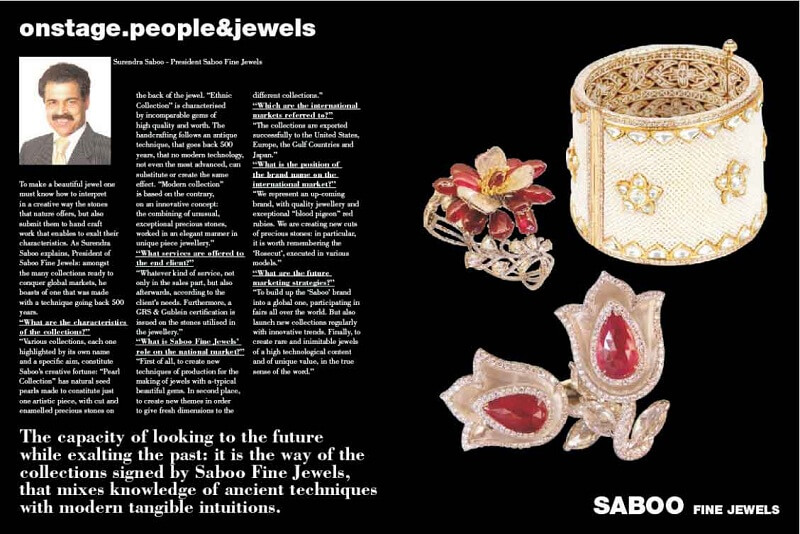 onstage.people&jewels
Surendra Saboo - President Saboo Fine Jewels
To make a beautiful jewel one
must know how to interpret
in a creative way the stones
that nature offers, but also
submit them to hand craft
work that enables to exalt their
characteristics. As Surendra
Saboo explains, President of
Saboo Fine Jewels: amongst
the many collections ready to
conquer global markets, he
boasts of one that was made
with a technique going back 500
years.
"What are the characteristics
of the collections?"
"Various collections, each one
highlighted by its own name
and a specific aim, constitute
Saboo's creative fortune: "Pearl
Collection" has natural seed
pearls made to constitute just
one artistic piece, with cut and
enamelled precious stones on
the back of the jewel. "Ethnic
Collection" is characterised
by incomparable gems of
high quality and worth. The
handcrafting follows an antique
technique, that goes back 500
years, that no modern technology,
not even the most advanced, can
substitute or create the same
effect. "Modern collection"
is based on the contrary,
on an innovative concept:
the combining of unusual,
exceptional precious stones,
worked in an elegant manner in
unique piece jewellery."
"What services are offered to
the end client?"
"Whatever kind of service, not
only in the sales part, but also
afterwards, according to the
client's needs. Furthermore, a
GRS & Gublein certification is
issued on the stones utilised in
the jewellery."
"What is Saboo Fine Jewels'
role on the national market?"
"First of all, to create new
techniques of production for the
making of jewels with a-typical
beautiful gems. In second place,
to create new themes in order
to give fresh dimensions to the
different collections."
"Which are the international
markets referred to?"
"The collections are exported
successfully to the United States,
Europe, the Gulf Countries and
Japan."
"What is the position of
the brand name on the
international market?"
"We represent an up-coming
brand, with quality jewellery and
exceptional "blood pigeon" red
rubies. We are creating new cuts
of precious stones: in particular,
it is worth remembering the
'Rosecut', executed in various
models."
"What are the future
marketing strategies?"
"To build up the 'Saboo' brand
into a global one, participating in
fairs all over the world. But also
launch new collections regularly
with innovative trends. Finally, to
create rare and inimitable jewels
of a high technological content
and of unique value, in the true
sense of the word."
The capacity of looking to the future
while exalting the past: it is the way of the
collections signed by Saboo Fine Jewels,
that mixes knowledge of ancient techniques
with modern tangible intuitions.
SABOO FINE JEWELS